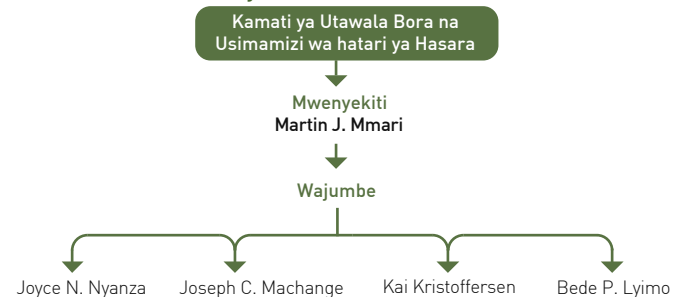 Kamati ya Utawala Bora na
Usimamizi wa hatari ya Hasara
Mwenyekiti
Martin J. Mmari
Wajumbe
Joyce N. Nyanza
Joseph C. Machange
Kai Kristoffersen
Bede P. Lyimo